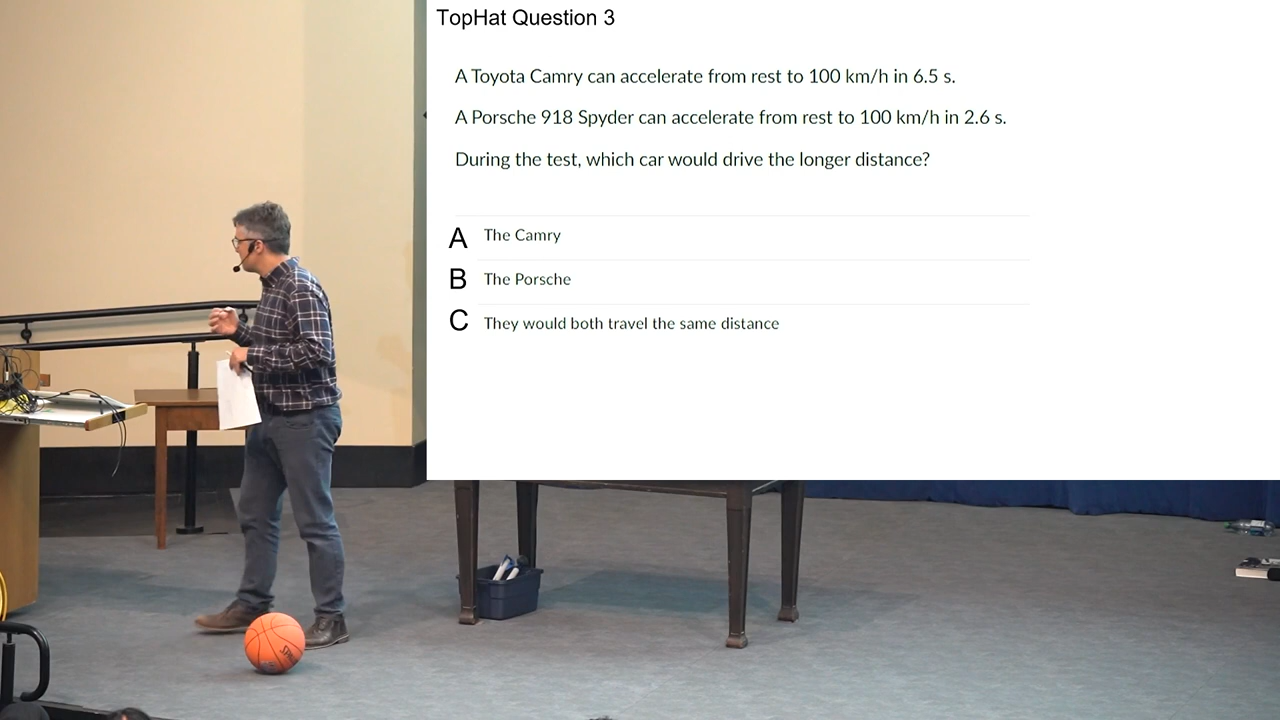 TopHat Question 3
A Toyota Camry can accelerate from rest to 100 km/h in 6.5 s.
A Porsche 918 Spyder can accelerate from rest to 100 km/h in 2.6 s.
During the test, which car would drive the longer distance?
A The Camry
B The Porsche
C They would both travel the same distance